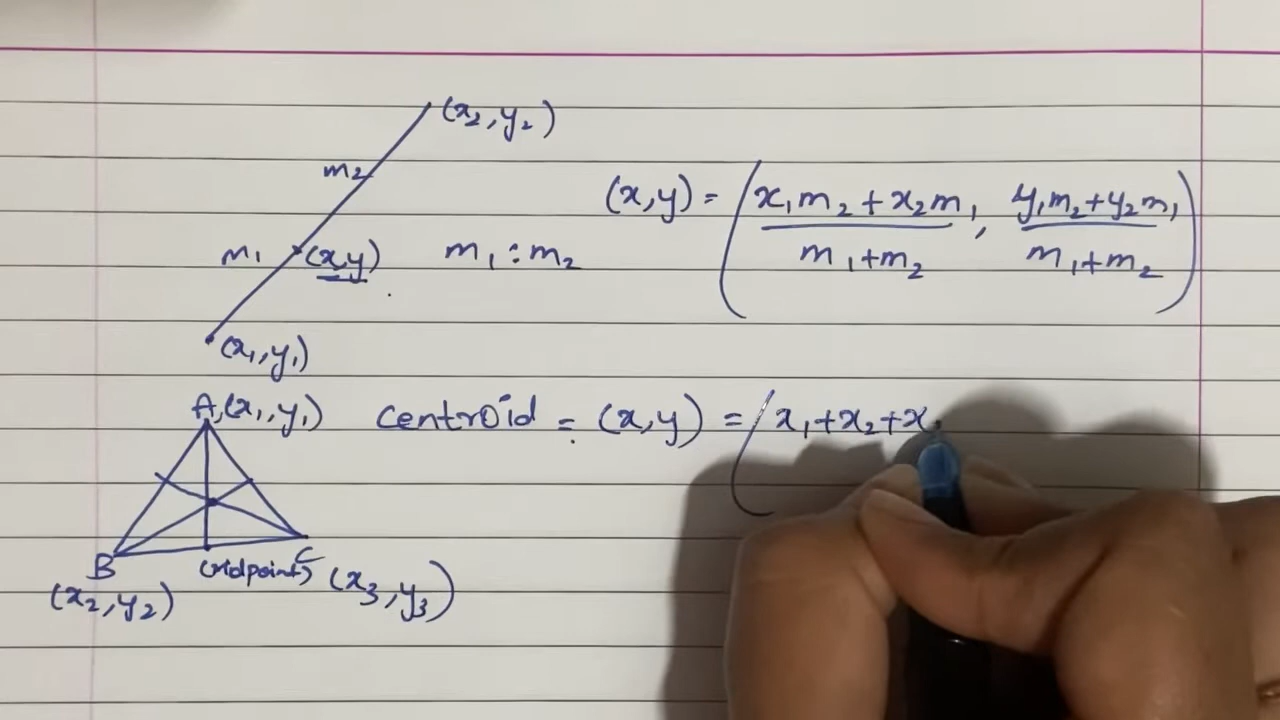 (x₂, y₂)
m₂
(x,y) = (x₁m₂ + x₂m₁ / m₁+m₂ , y₁m₂+y₂m₁ / m₁+m₂)
m₁ (x,y) m₁ : m₂
(x₁, y₁)
A,(x₁, y₁) centroid = (x,y) = ( x₁+x₂+x
B (midpoint) C
(x₂, y₂) (x₃, y₃)